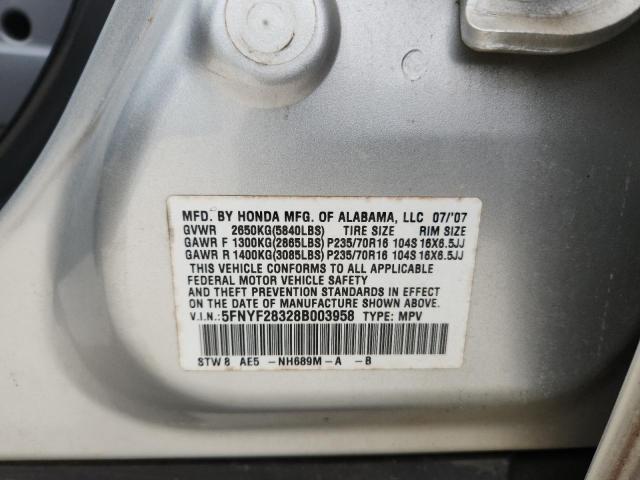 MFD. BY HONDA MFG. OF ALABAMA, LLC 07/'07
GVWR 2650KG(5840LBS) TIRE SIZE RIM SIZE
GAWR F 1300KG(2865LBS) P235/70R16 104S 16X6.5JJ
GAWR R 1400KG(3085LBS) P235/70R16 104S 16X6.5JJ
THIS VEHICLE CONFORMS TO ALL APPLICABLE
FEDERAL MOTOR VEHICLE SAFETY
AND THEFT PREVENTION STANDARDS IN EFFECT
ON THE DATE OF MANUFACTURE SHOWN ABOVE.
V.I.N.:5FNYF28328B003958 TYPE: MPV
STW8 AE5 -NH689M-A -B